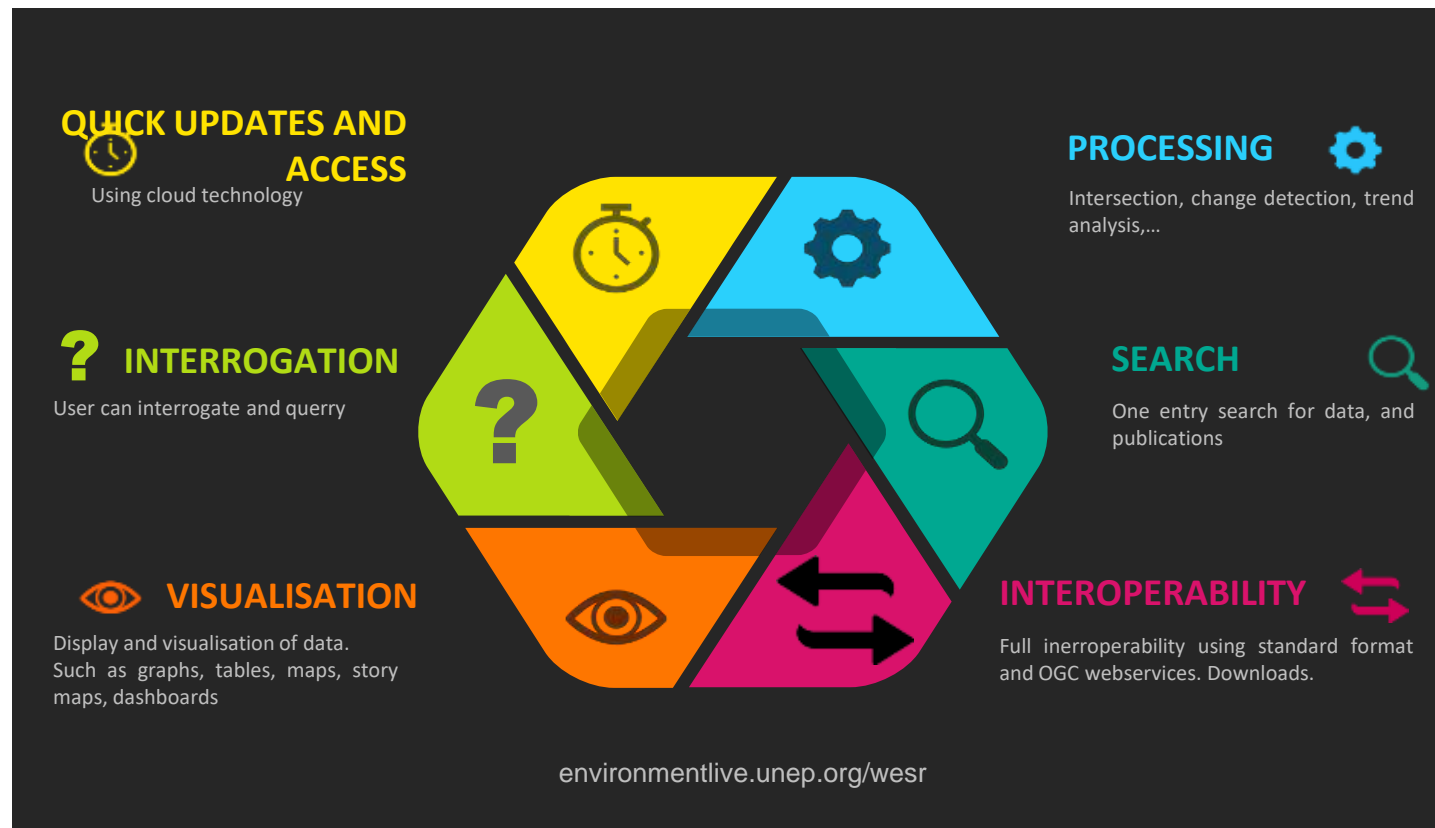 QUICK UPDATES AND
ACCESS
Using cloud technology
? INTERROGATION
User can interrogate and querry
VISUALISATION
Display and visualisation of data.
Such as graphs, tables, maps, story
maps, dashboards
?
PROCESSING
Intersection, change detection, trend
analysis,...
SEARCH
One entry search for data, and
publications
INTEROPERABILITY
Full inerroperability using standard format
and OGC webservices. Downloads.
environmentlive.unep.org/wesr